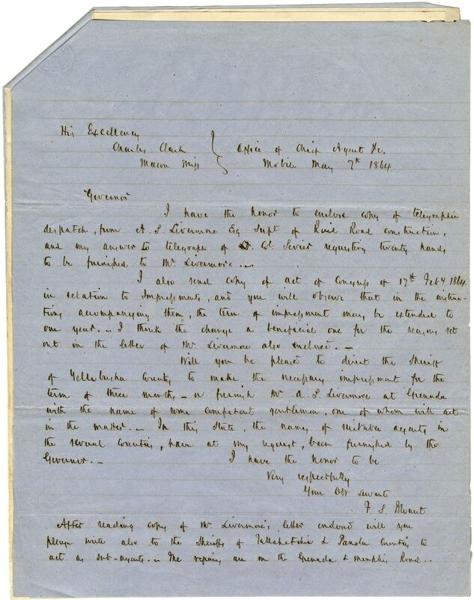 His Excellency
Charles Clark
Macon Miss
Office of Chief Agent &c.
Mobile May 7th 1864
Governor
I have the honor to enclose copy of telegraphic
despatch, from A. S. Livermore Esq Supt of Rail Road construction,
and my answer to telegraph of Lt. Col Sevier requesting twenty hands
to be furnished to Mr Livermore. —
I also send copy of act of Congress of 17th Feby 1864
in relation to Impressments, and you will observe that in the instruc-
tions accompanying them, the term of impressment may be extended to
one year. — I think the change a beneficial one for the reasons set
out in the letter of Mr Livermore also enclosed. —
Will you be pleased to direct the Sheriff
of Yallobusha County to make the necessary impressment for the
term of three months, — or furnish Mr A. S Livermore at Grenada
with the name of some competent gentlemen, one of whom will act
in the matter. — In this State, the names of suitable agents in
the several Counties, have at my request, been furnished by the
Governor. —
I have the honor to be
Very respectfully
Your Obt servant
S
After reading copy of Mr Livermore's letter enclosed will you
please write also to the Sheriffs of Tallahatchie & Panola Counties to
act as sub-agents. — The repairs are on the Grenada & Memphis Road. —